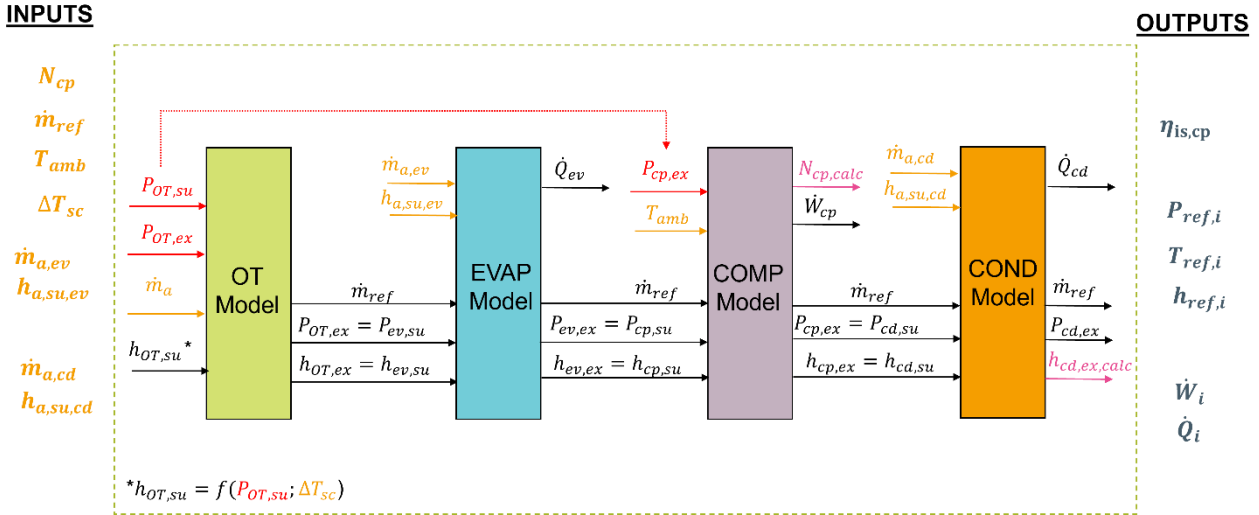 INPUTS
OUTPUTS
N_cp
ṁ_ref
T_amb
ΔT_sc
ṁ_a,ev
h_a,su,ev
ṁ_a,cd
h_a,su,cd
P_OT,su
P_OT,ex
ṁ_a
h_OT,su*
OT
Model
ṁ_ref
P_OT,ex = P_ev,su
h_OT,ex = h_ev,su
ṁ_a,ev
h_a,su,ev
EVAP
Model
Q̇_ev
ṁ_ref
P_ev,ex = P_cp,su
h_ev,ex = h_cp,su
P_cp,ex
T_amb
COMP
Model
N_cp,calc
Ẇ_cp
ṁ_ref
P_cp,ex = P_cd,su
h_cp,ex = h_cd,su
ṁ_a,cd
h_a,su,cd
COND
Model
Q̇_cd
ṁ_ref
P_cd,ex
h_cd,ex,calc
η_is,cp
P_ref,i
T_ref,i
h_ref,i
Ẇ_i
Q̇_i
*h_OT,su = f(P_OT,su; ΔT_sc)